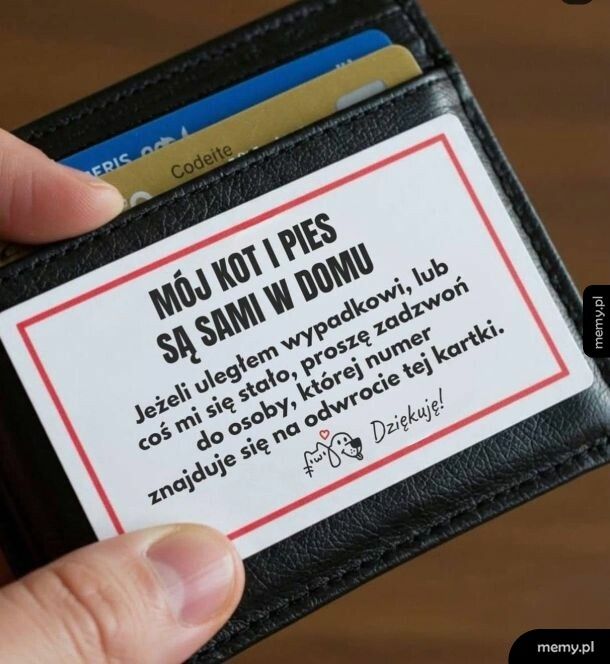 ERIS
Codeite
MÓJ KOT I PIES
SĄ SAMI W DOMU
Jeżeli uległem wypadkowi, lub
coś mi się stało, proszę zadzwoń
do osoby, której numer
znajduje się na odwrocie tej kartki.
Dziękuję!
memy.pl
memy.pl